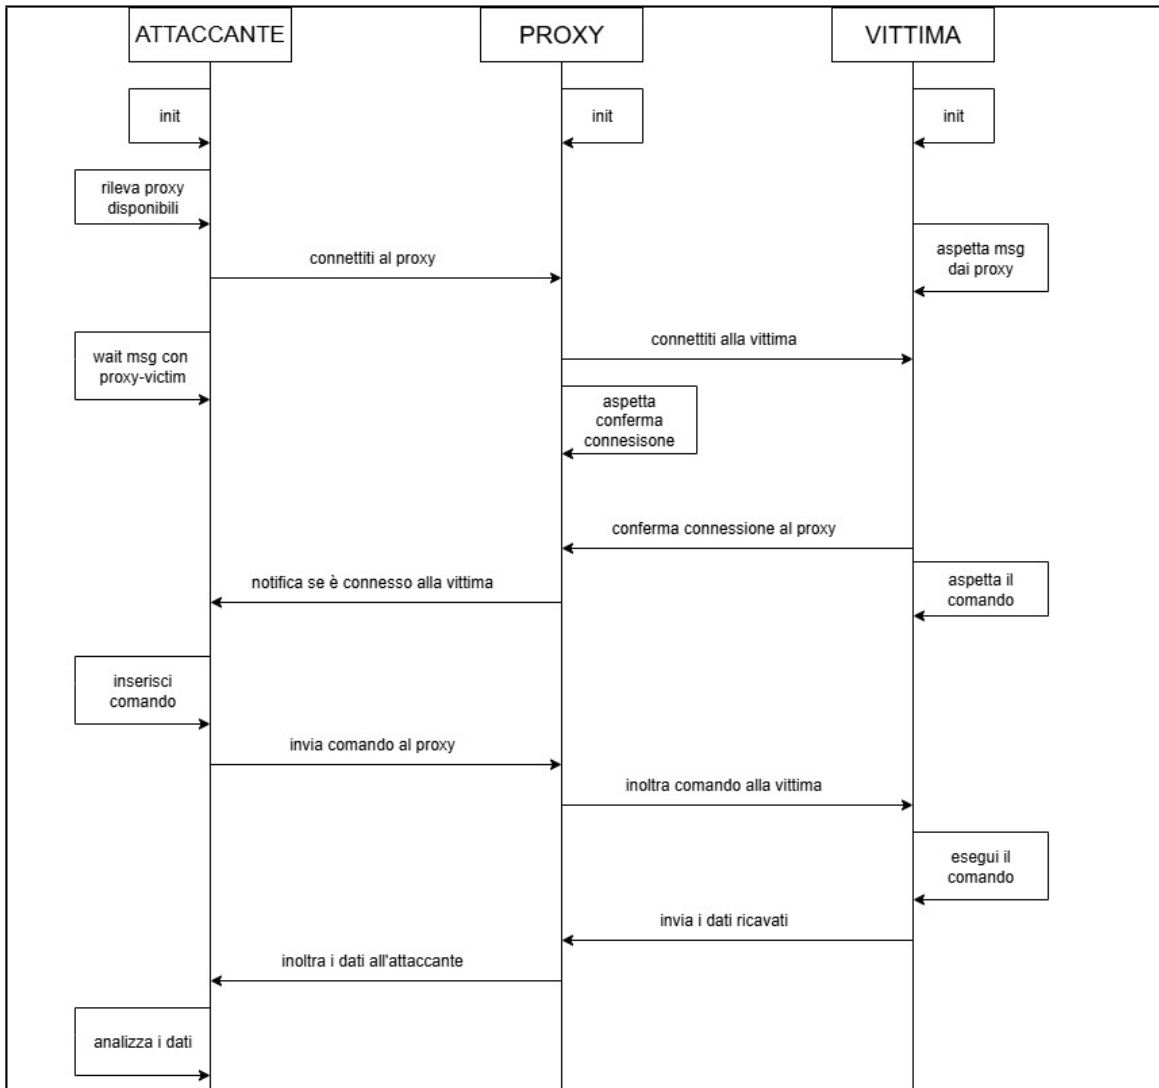 ATTACCANTE
PROXY
VITTIMA
init
init
init
rileva proxy
disponibili
aspetta msg
dai proxy
connettiti al proxy
connettiti alla vittima
wait msg con
proxy-victim
aspetta
conferma
connesisone
conferma connessione al proxy
notifica se è connesso alla vittima
aspetta il
comando
inserisci
comando
invia comando al proxy
inoltra comando alla vittima
esegui il
comando
invia i dati ricavati
inoltra i dati all'attaccante
analizza i dati